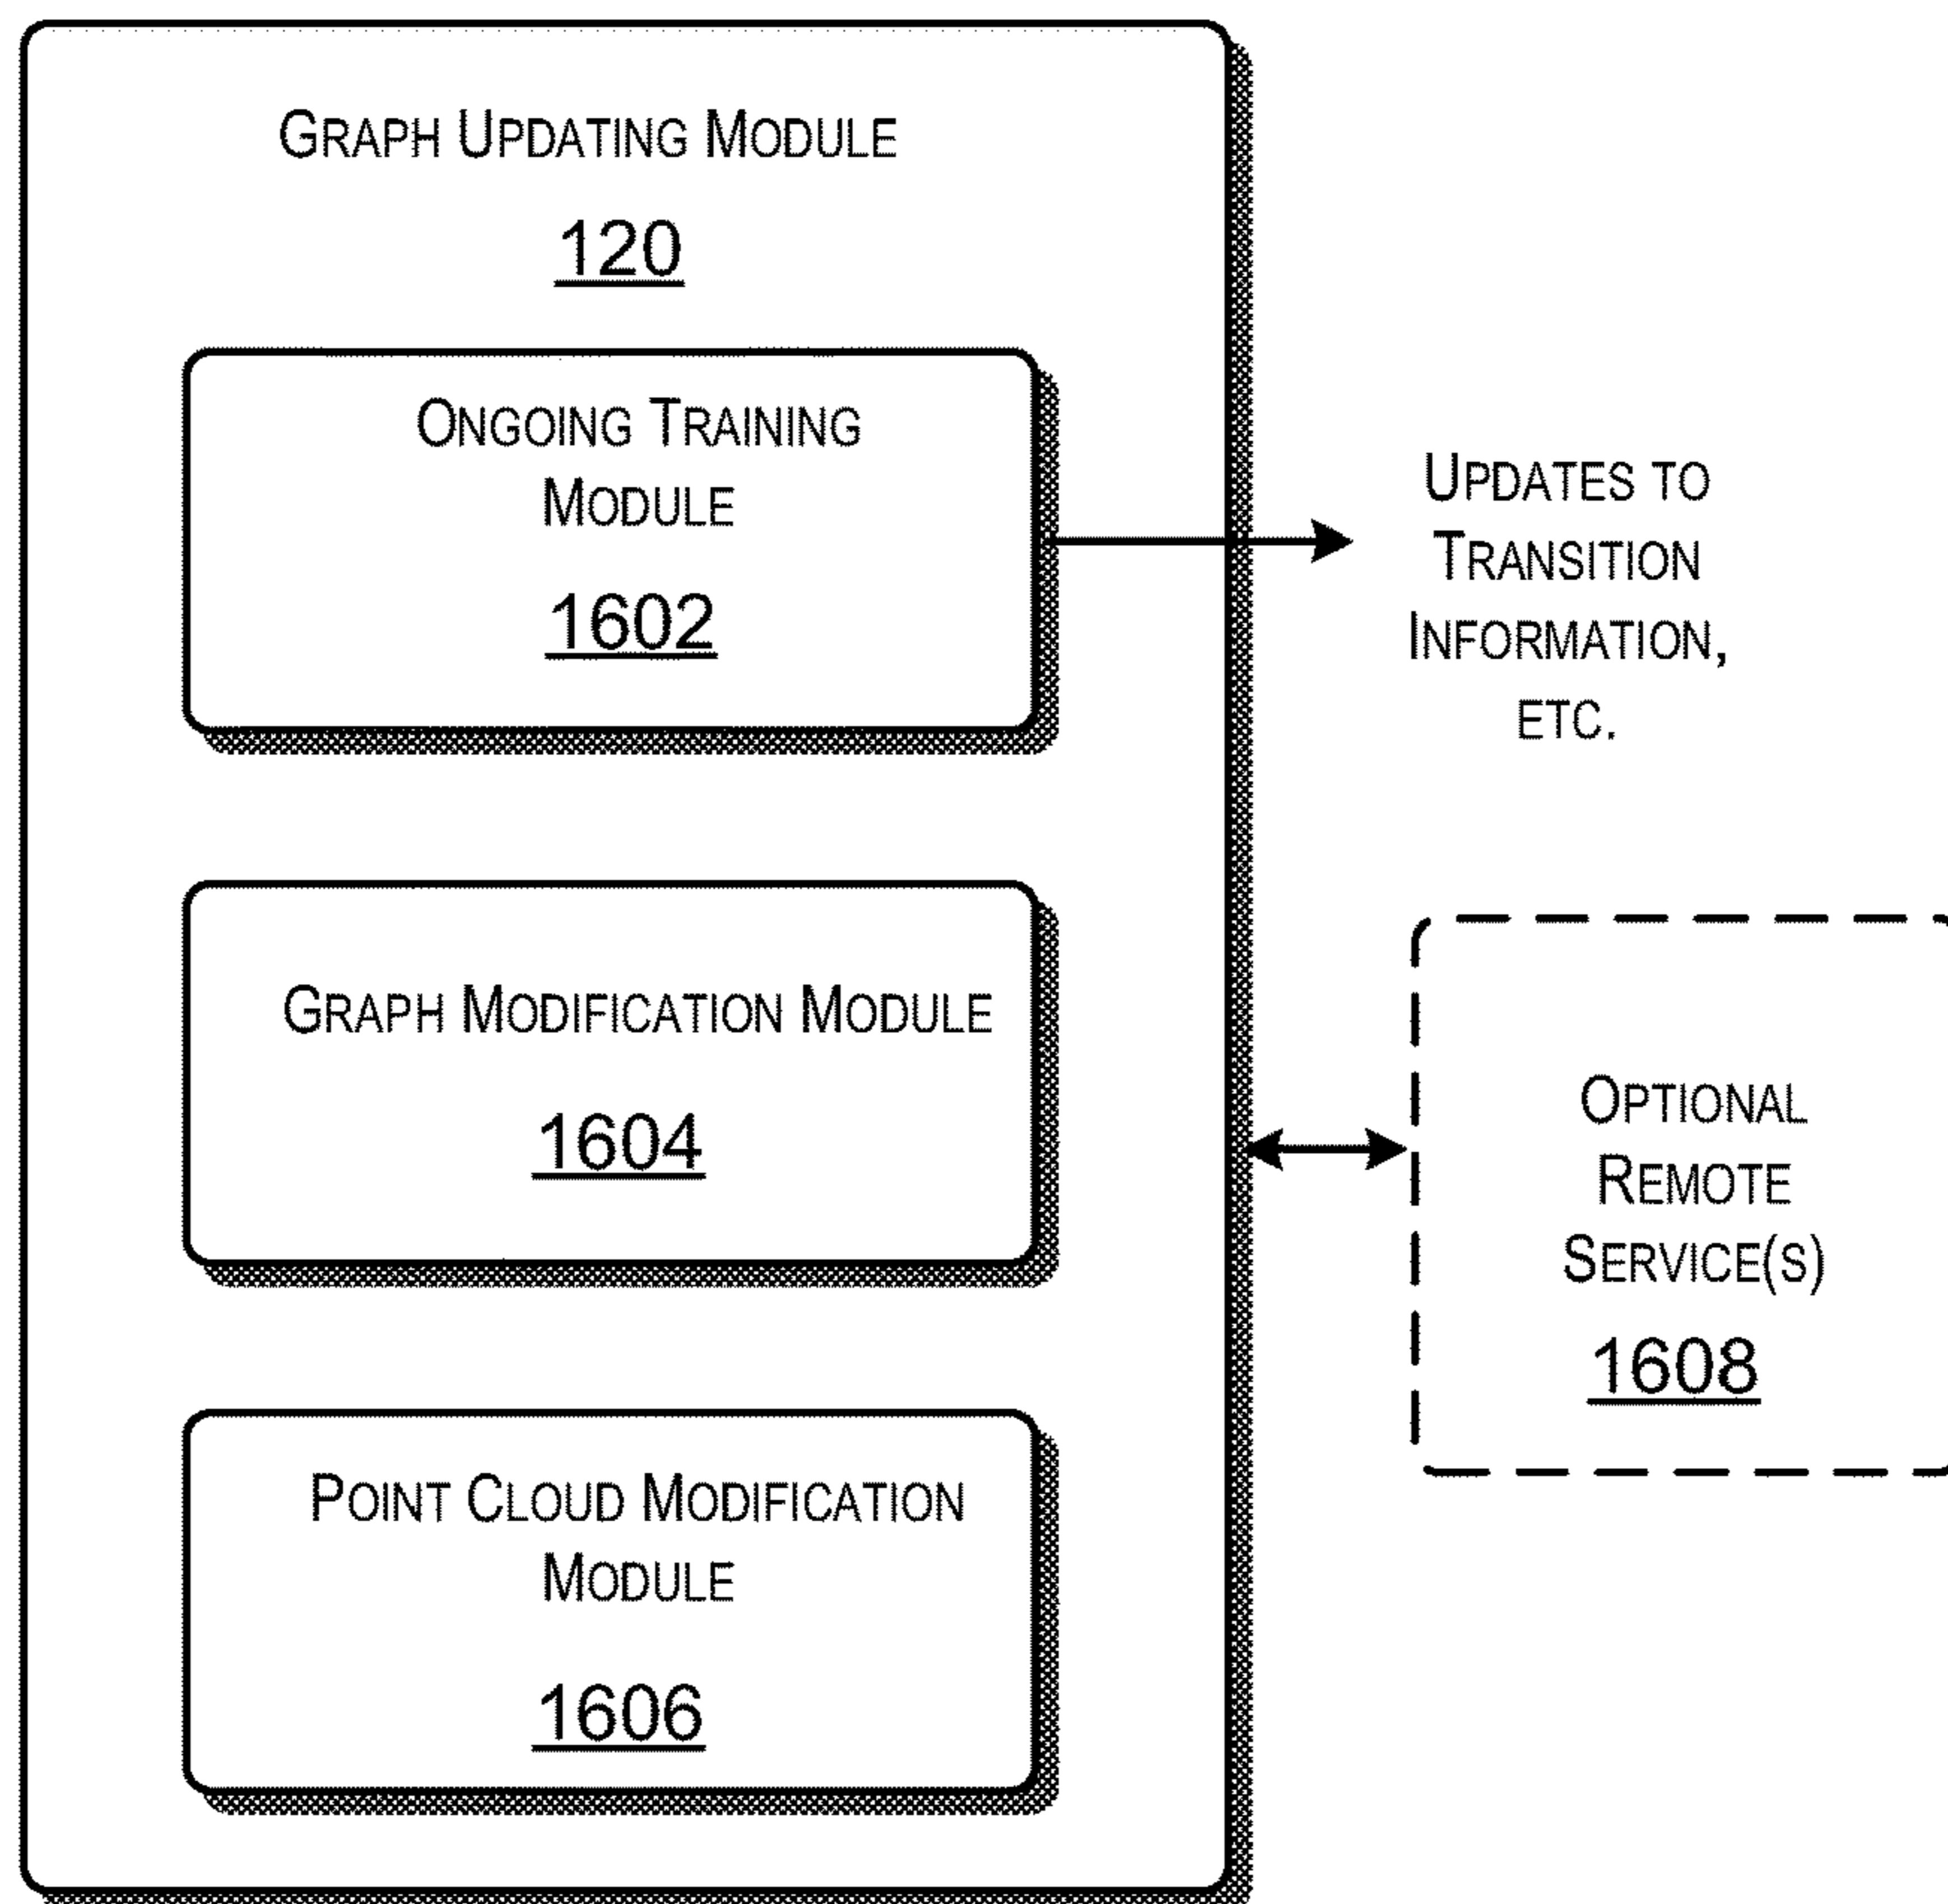 GRAPH UPDATING MODULE
120
ONGOING TRAINING
MODULE
1602
UPDATES TO
TRANSITION
INFORMATION,
ETC.
GRAPH MODIFICATION MODULE
1604
OPTIONAL
REMOTE
SERVICE(S)
1608
POINT CLOUD MODIFICATION
MODULE
1606